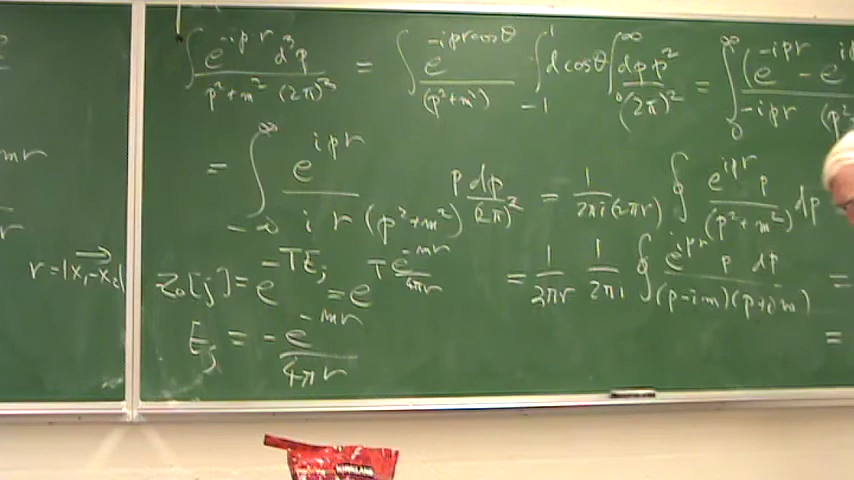 ∫ e^{-ip·r} d³p / (p²+m² (2π)³) = ∫ e^{-ipr cosθ} / (p²+m²) ∫_{-1}^{1} d cosθ ∫_0^∞ dp p² / (2π)² = ∫_0^∞ (e^{-ipr} - e^{i
-ipr (p²
= ∫_{-∞}^{∞} e^{ipr} / (i r (p²+m²)) p dp / (2π)² = 1/(2πi(2πr)) ∮ e^{ipr} p / (p²+m²) dp
mr
r
r = |x₁-x₂|
Z₀[j] = e^{-TE_j} = e^{T e^{-mr}/4πr}
= 1/2πr 1/2πi ∮ e^{ipr} p dp / (p-im)(p+im) =
E_j = - e^{-mr} / 4πr
=
KIRKLAND